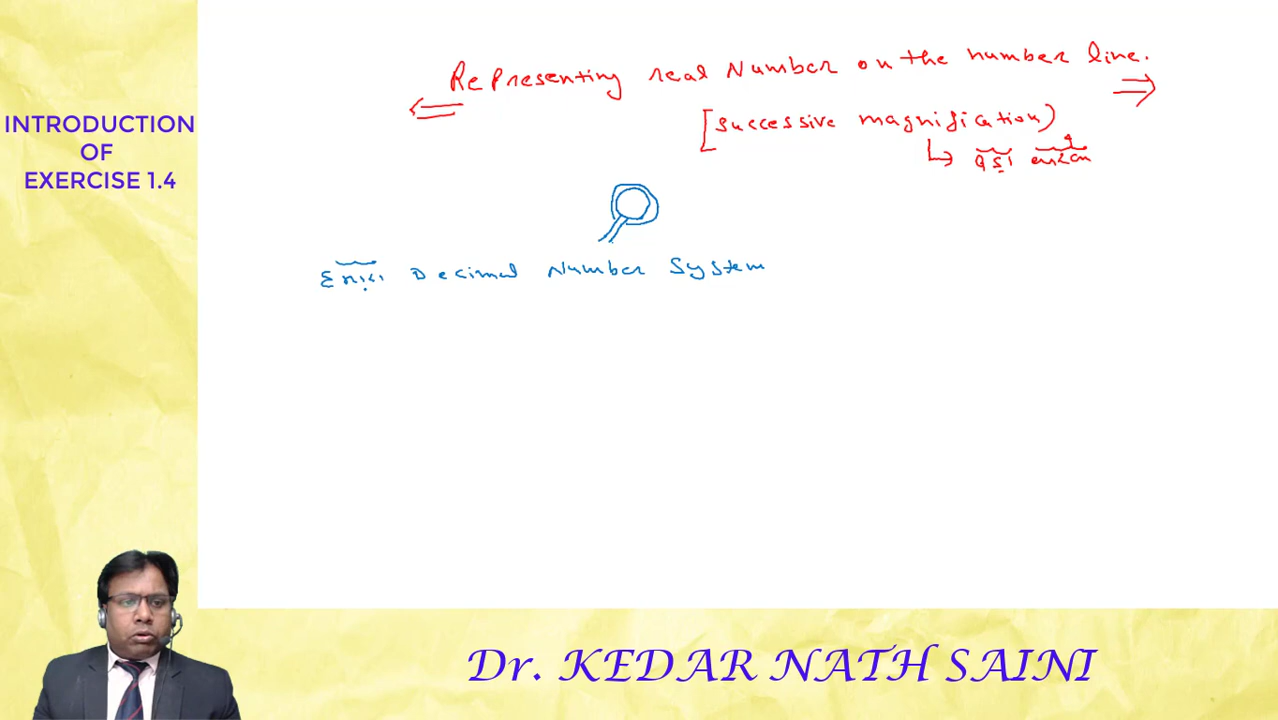 INTRODUCTION
OF
EXERCISE 1.4
Representing real Number on the number line.
[successive magnification)
Decimal Number System
Dr. KEDAR NATH SAINI